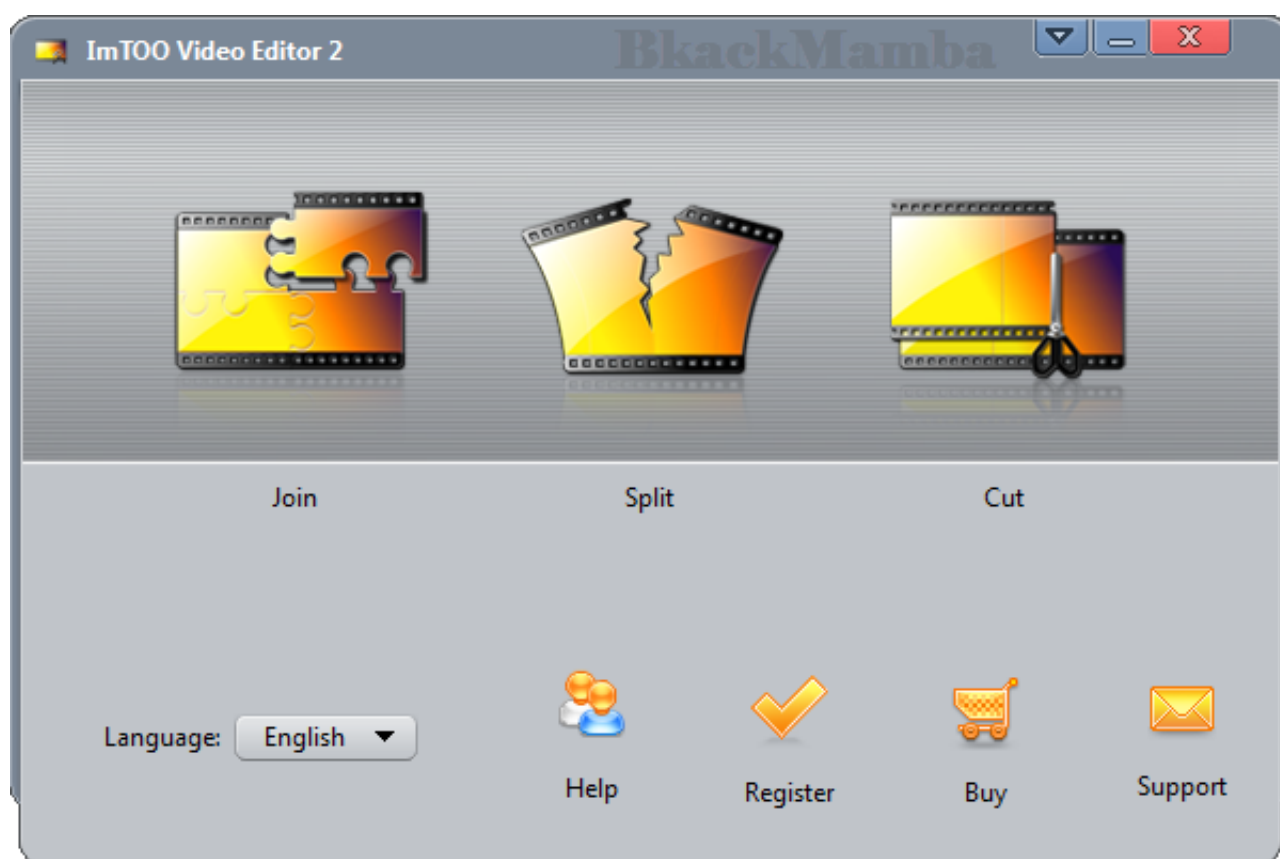 ImTOO Video Editor 2
BkackMamba
Join Split Cut
Language: English
Help Register Buy Support